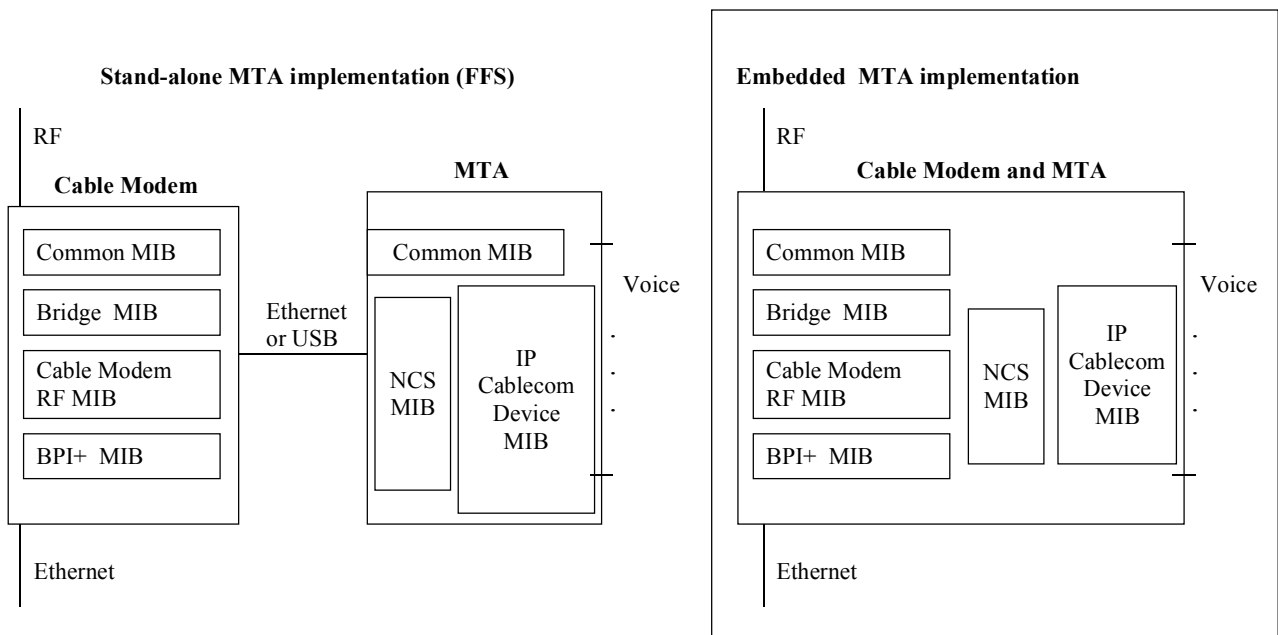 Stand-alone MTA implementation (FFS)
RF
Cable Modem
Common MIB
Bridge MIB
Cable Modem
RF MIB
BPI+ MIB
Ethernet
Ethernet
or USB
MTA
Common MIB
NCS
MIB
IP
Cablecom
Device
MIB
Voice
Embedded MTA implementation
RF
Cable Modem and MTA
Common MIB
Bridge MIB
Cable Modem
RF MIB
BPI+ MIB
NCS
MIB
IP
Cablecom
Device
MIB
Voice
Ethernet